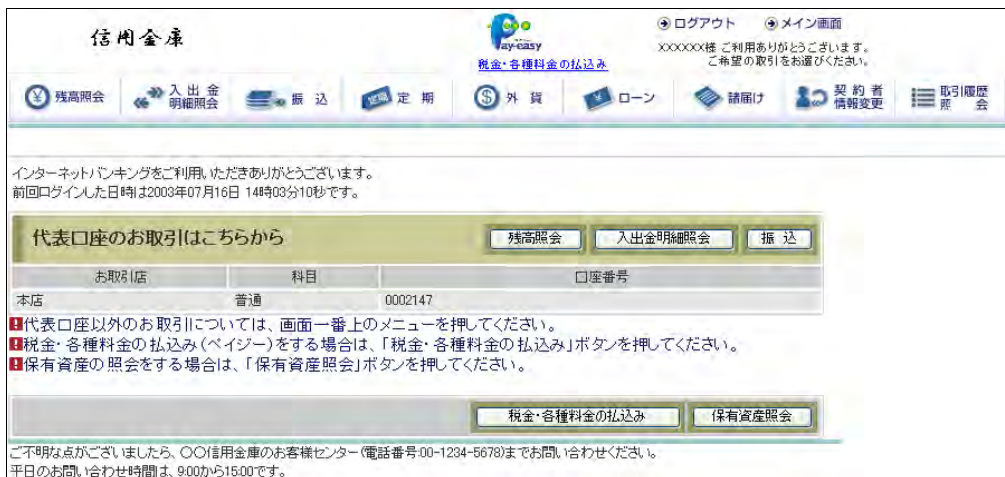 信用金庫
Pay-easy
税金・各種料金の払込み
ログアウト メイン画面
XXXXXX様 ご利用ありがとうございます。
ご希望の取引をお選びください。
残高照会 入出金明細照会 振込 定期 外貨 ローン 諸届け 契約者情報変更 取引履歴照会
インターネットバンキングをご利用いただきありがとうございます。
前回ログインした日時は2003年07月16日 14時03分10秒です。
代表口座のお取引はこちらから 残高照会 入出金明細照会 振込
お取引店 科目 口座番号
本店 普通 0002147
代表口座以外のお取引については、画面一番上のメニューを押してください。
税金・各種料金の払込み(ペイジー)をする場合は、「税金・各種料金の払込み」ボタンを押してください。
保有資産の照会をする場合は、「保有資産照会」ボタンを押してください。
税金・各種料金の払込み 保有資産照会
ご不明な点がございましたら、〇〇信用金庫のお客様センター(電話番号:00-1234-5678)までお問い合わせください。
平日のお問い合わせ時間は、9:00から15:00です。